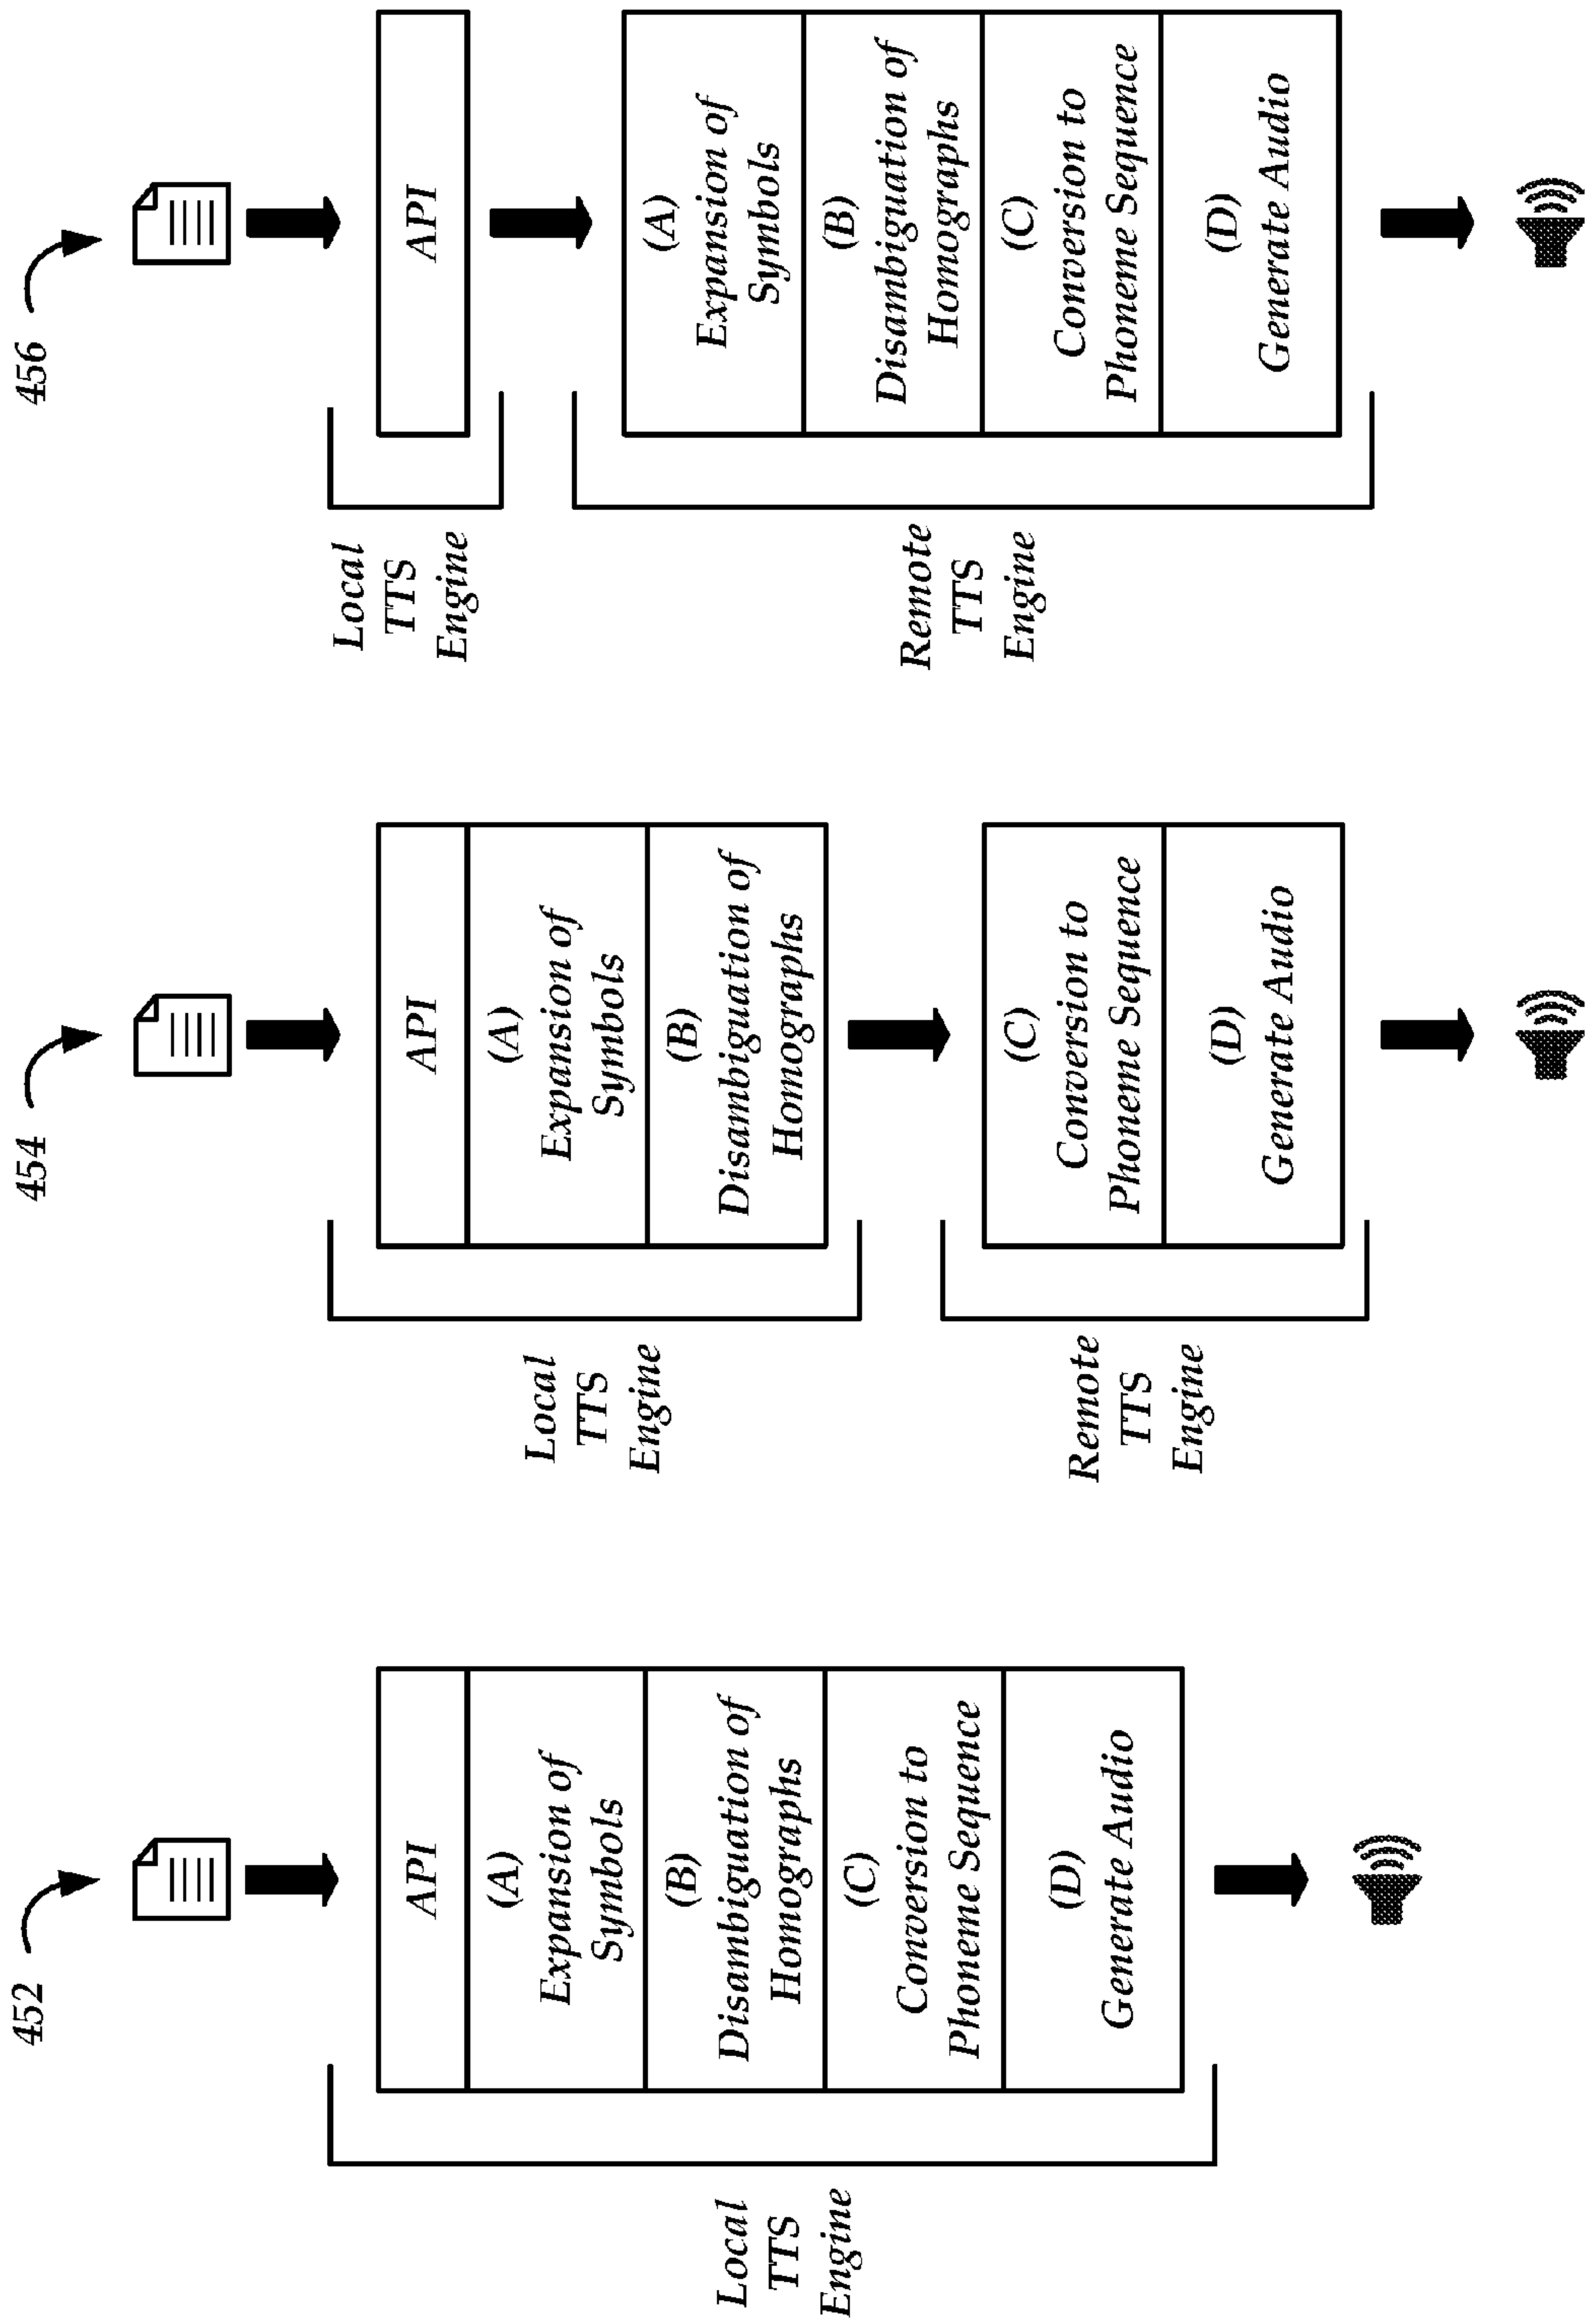 452
Local
TTS
Engine
API
(A)
Expansion of
Symbols
(B)
Disambiguation of
Homographs
(C)
Conversion to
Phoneme Sequence
(D)
Generate Audio
454
Local
TTS
Engine
API
(A)
Expansion of
Symbols
(B)
Disambiguation of
Homographs
Remote
TTS
Engine
(C)
Conversion to
Phoneme Sequence
(D)
Generate Audio
456
Local
TTS
Engine
API
Remote
TTS
Engine
(A)
Expansion of
Symbols
(B)
Disambiguation of
Homographs
(C)
Conversion to
Phoneme Sequence
(D)
Generate Audio